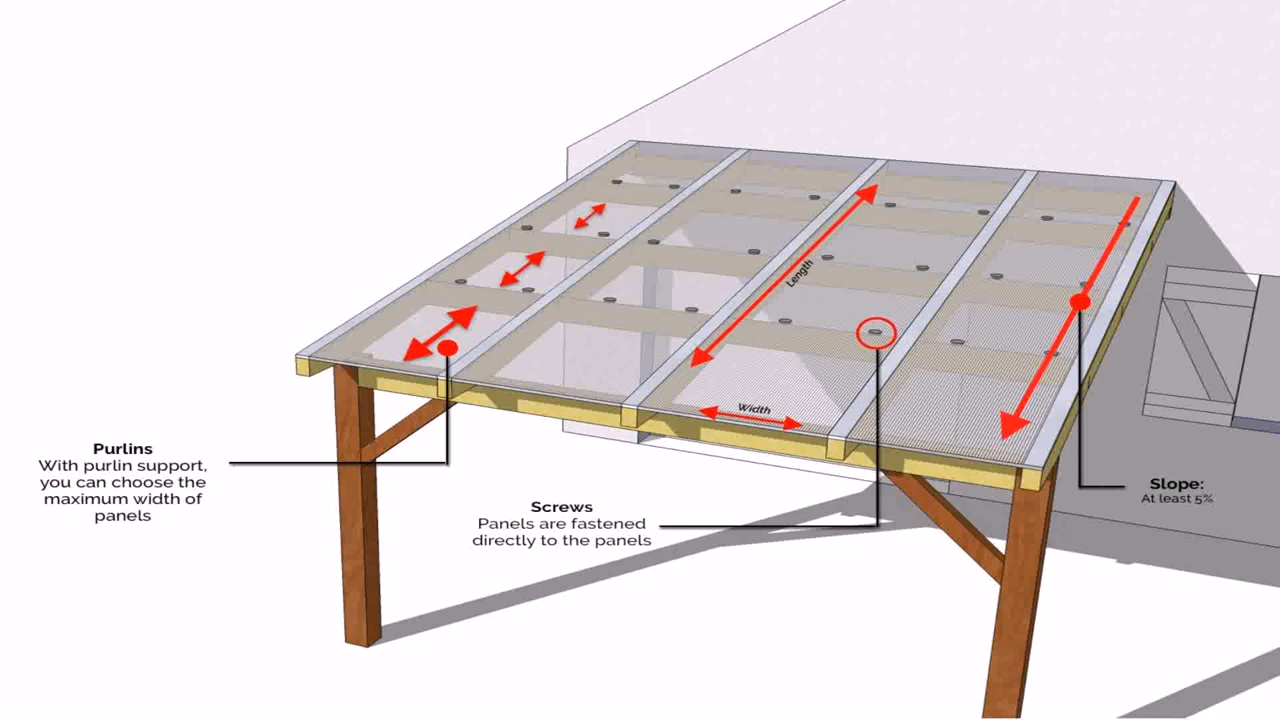 Length
Width
Purlins
With purlin support,
you can choose the
maximum width of
panels
Screws
Panels are fastened
directly to the panels
Slope:
At least 5%